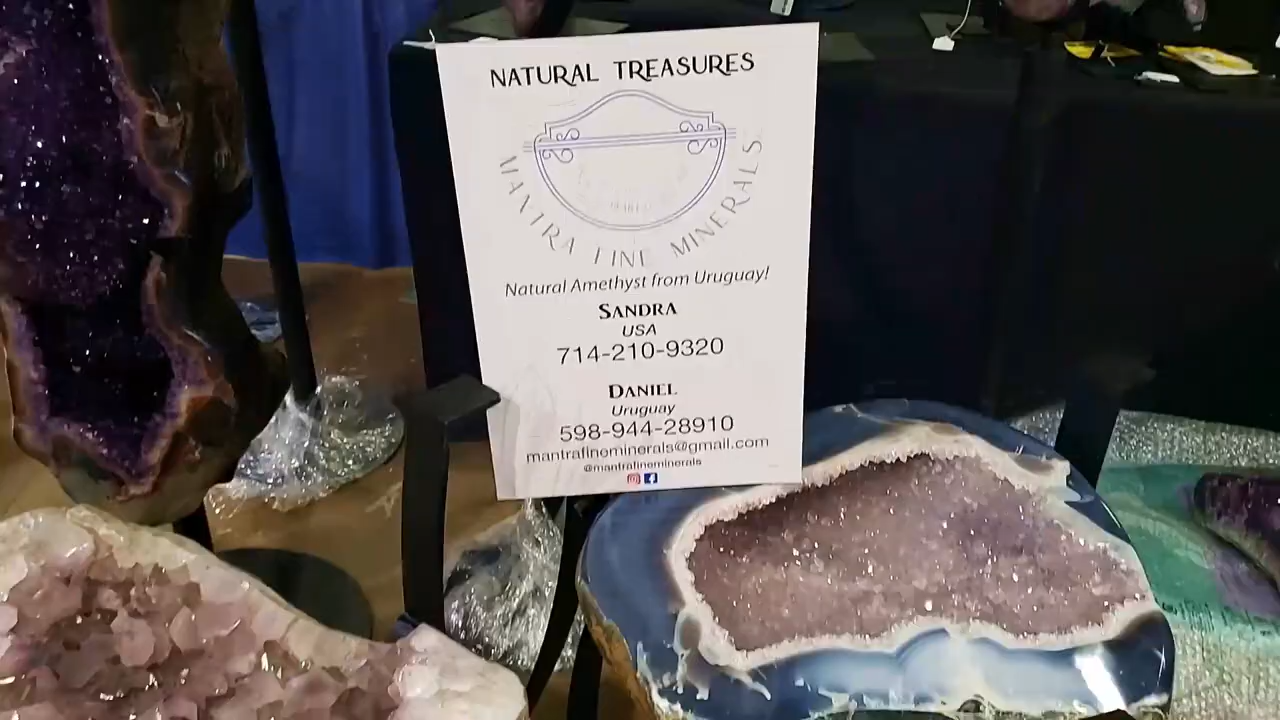 NATURAL TREASURES
MANTRA FINE MINERALS
Natural Amethyst from Uruguay!
SANDRA
USA
714-210-9320
DANIEL
Uruguay
598-944-28910
mantrafineminerals@gmail.com
@mantrafineminerals